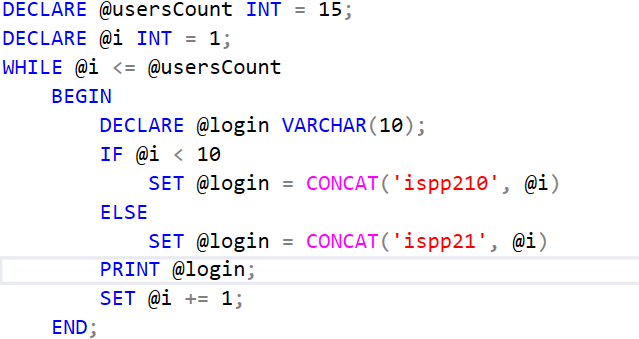 DECLARE @usersCount INT = 15;
DECLARE @i INT = 1;
WHILE @i <= @usersCount
    BEGIN
        DECLARE @login VARCHAR(10);
        IF @i < 10
            SET @login = CONCAT('ispp210', @i)
        ELSE
            SET @login = CONCAT('ispp21', @i)
        PRINT @login;
        SET @i += 1;
    END;